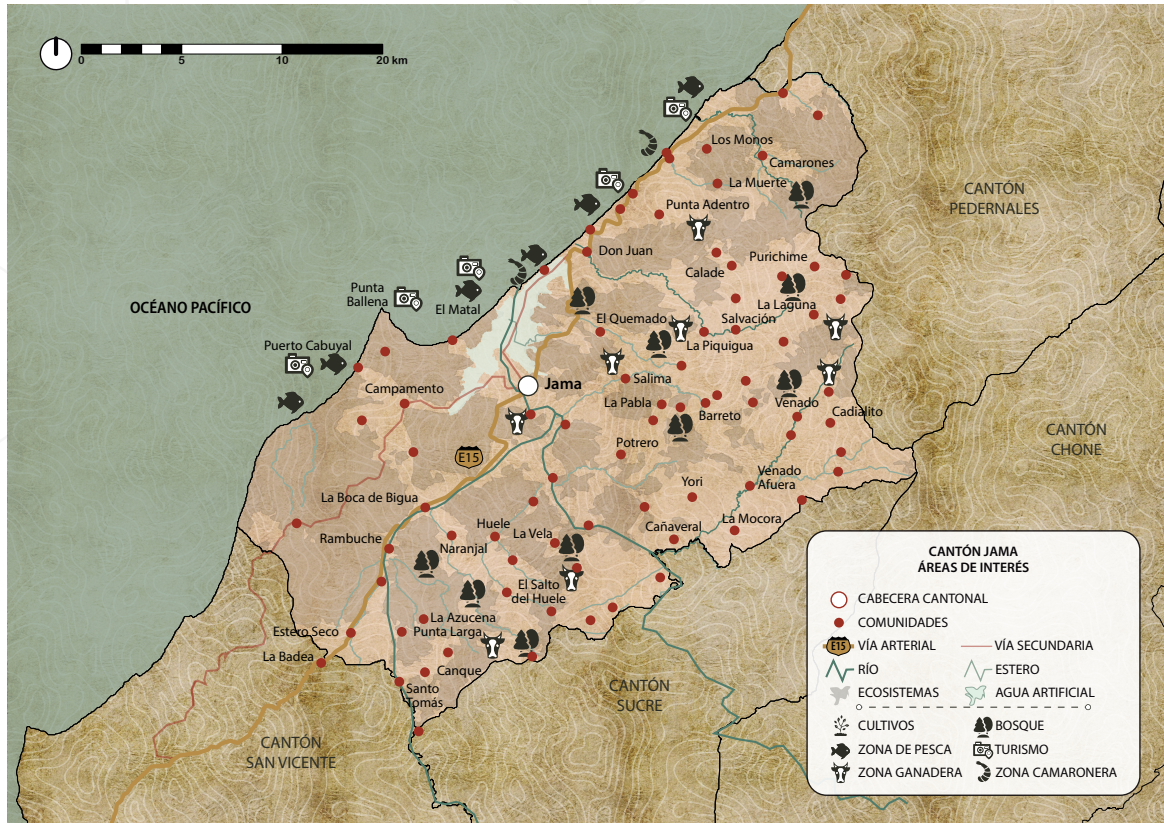 0 5 10 20 km
Los Monos
Camarones
La Muerte
CANTÓN
PEDERNALES
Punta Adentro
Don Juan
Purichime
Calade
OCÉANO PACÍFICO
Punta
Ballena
El Matal
La Laguna
El Quemado
Salvación
Puerto Cabuyal
La Piquigua
Campamento
Jama
Salima
La Pabla
Barreto
Venado
Cadialito
CANTÓN
CHONE
Potrero
E15
Venado
Afuera
Yori
La Boca de Bigua
Huele
La Vela
Cañaveral
La Mocora
Rambuche
Naranjal
El Salto
del Huele
La Azucena
Punta Larga
Estero Seco
La Badea
Canque
Santo
Tomás
CANTÓN
SUCRE
CANTÓN
SAN VICENTE
CANTÓN JAMA
ÁREAS DE INTERÉS
CABECERA CANTONAL
COMUNIDADES
E15 VÍA ARTERIAL
VÍA SECUNDARIA
RÍO
ESTERO
ECOSISTEMAS
AGUA ARTIFICIAL
CULTIVOS
BOSQUE
ZONA DE PESCA
TURISMO
ZONA GANADERA
ZONA CAMARONERA